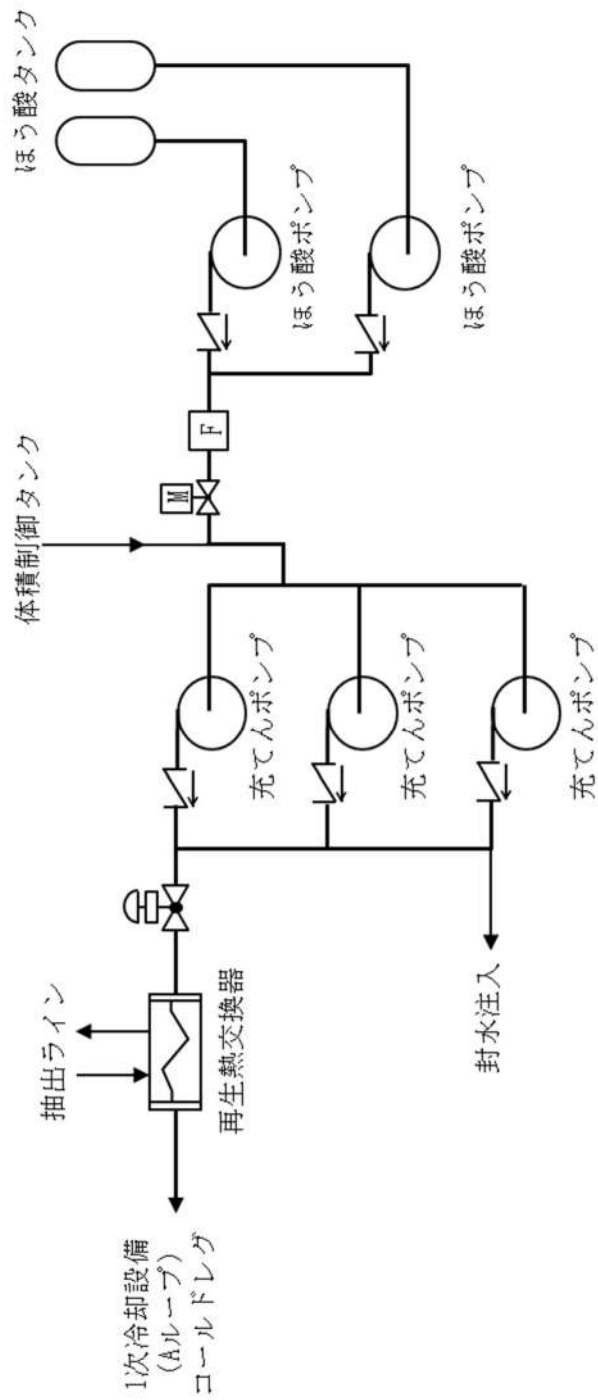 ほう酸タンク
ほう酸ポンプ
ほう酸ポンプ
F
M
体積制御タンク
充てんポンプ
充てんポンプ
充てんポンプ
抽出ライン
再生熱交換器
封水注入
1次冷却設備
(Aループ)
コールドレグ